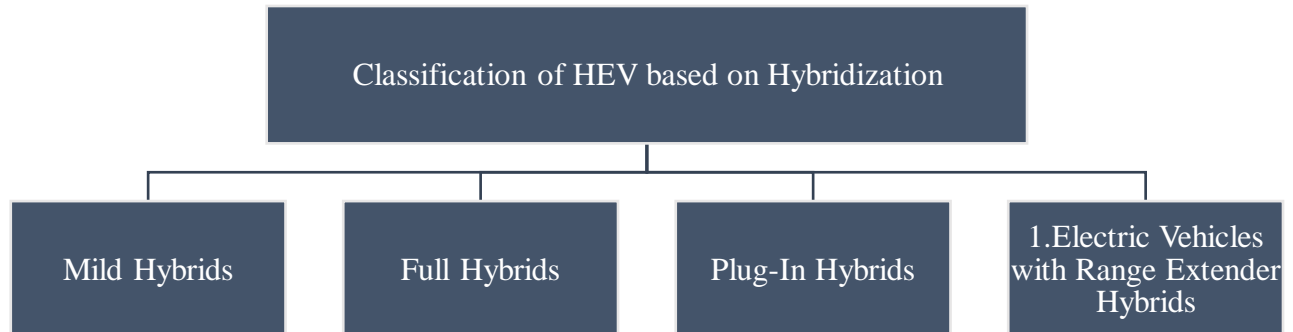 Classification of HEV based on Hybridization
Mild Hybrids
Full Hybrids
Plug-In Hybrids
1.Electric Vehicles
with Range Extender
Hybrids